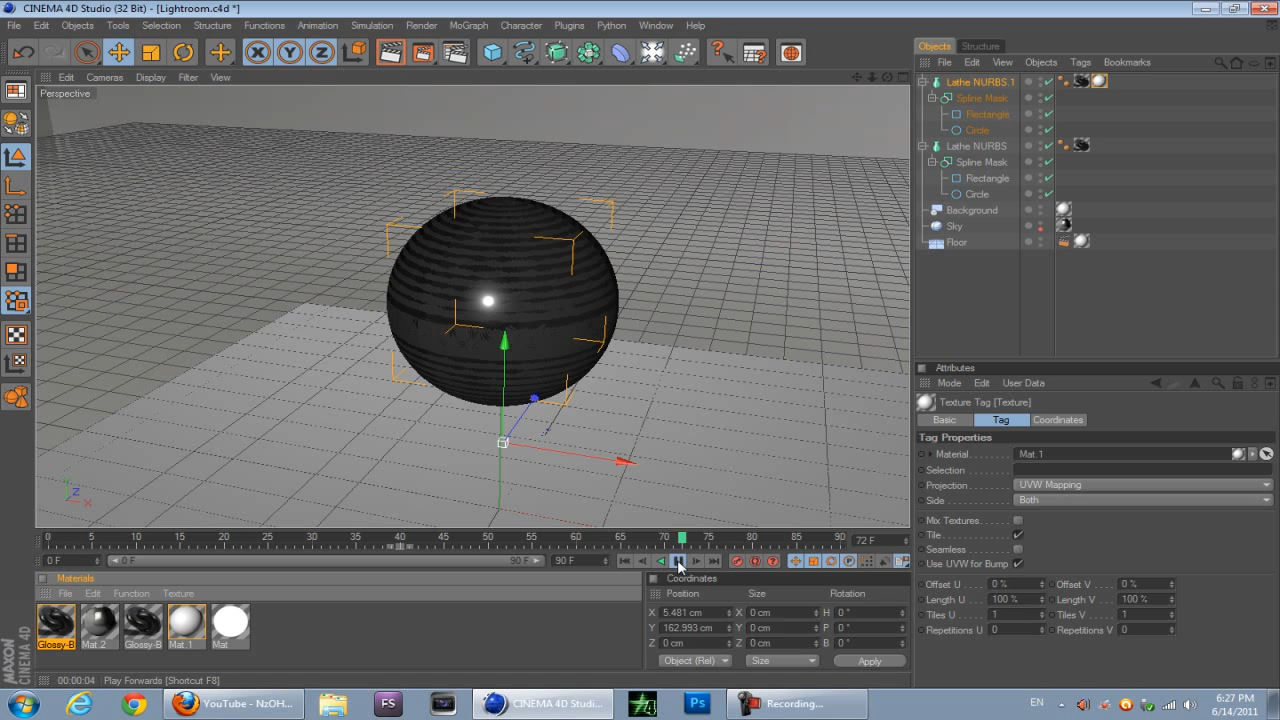 CINEMA 4D Studio (32 Bit) - [Lightroom.c4d *]
File Edit Objects Tools Selection Structure Functions Animation Simulation Render MoGraph Character Plugins Python Window Help
Objects Structure
File Edit View Objects Tags Bookmarks
Edit Cameras Display Filter View
Perspective
Lathe NURBS.1
Spline Mask
Rectangle
Circle
Lathe NURBS
Spline Mask
Rectangle
Circle
Background
Sky
Floor
Attributes
Mode Edit User Data
Texture Tag [Texture]
Basic Tag Coordinates
Tag Properties
Material Mat.1
Selection
Projection UVW Mapping
Side Both
Mix Textures
Tile
Seamless
Use UVW for Bump
Offset U 0 % Offset V 0 %
Length U 100 % Length V 100 %
Tiles U 1 Tiles V 1
Repetitions U 0 Repetitions V 0
Z X
0 5 10 15 20 25 30 35 40 45 50 55 60 65 70 75 80 85 90 72 F
0 F 0 F 90 F 90 F
Materials
File Edit Function Texture
Glossy-B Mat.2 Glossy-B Mat.1 Mat
Coordinates
Position Size Rotation
X 5.481 cm X 0 cm H 0 °
Y 162.993 cm Y 0 cm P 0 °
Z 0 cm Z 0 cm B 0 °
Object (Rel) Size Apply
MAXON
CINEMA 4D
00:00:04 Play Forwards [Shortcut F8]
YouTube - NzOH... FS CINEMA 4D Studi... Ps Recording... EN 6:27 PM
6/14/2011